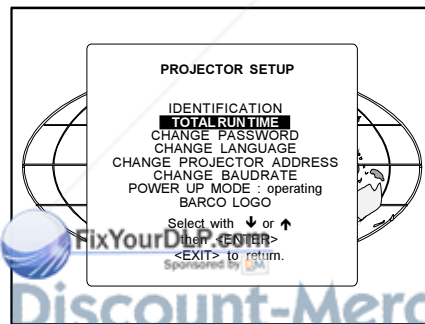 PROJECTOR SETUP
IDENTIFICATION
TOTAL RUN TIME
CHANGE PASSWORD
CHANGE LANGUAGE
CHANGE PROJECTOR ADDRESS
CHANGE BAUDRATE
POWER UP MODE : operating
BARCO LOGO
Select with ↓ or ↑
then <ENTER>
<EXIT> to return.
FixYourDLP.com
Sponsored by DM
Discount-Merc